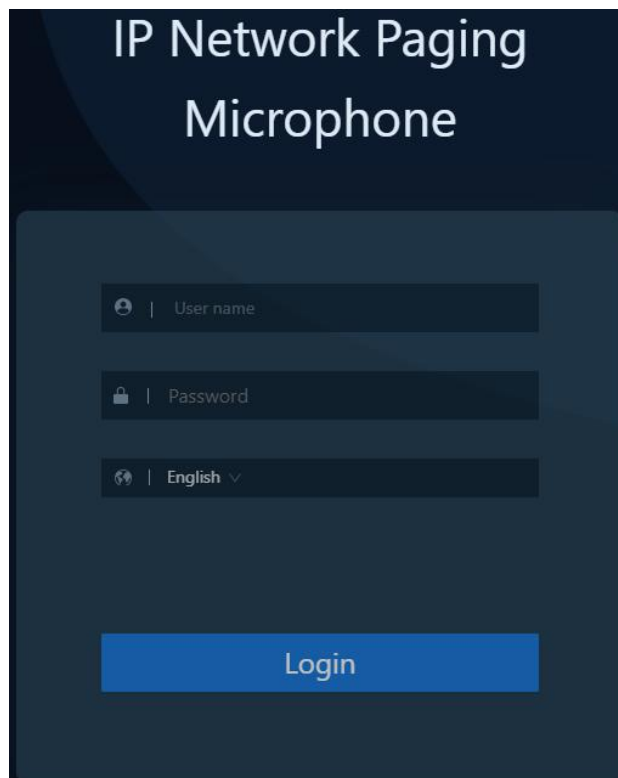 IP Network Paging
Microphone
User name
Password
English
Login